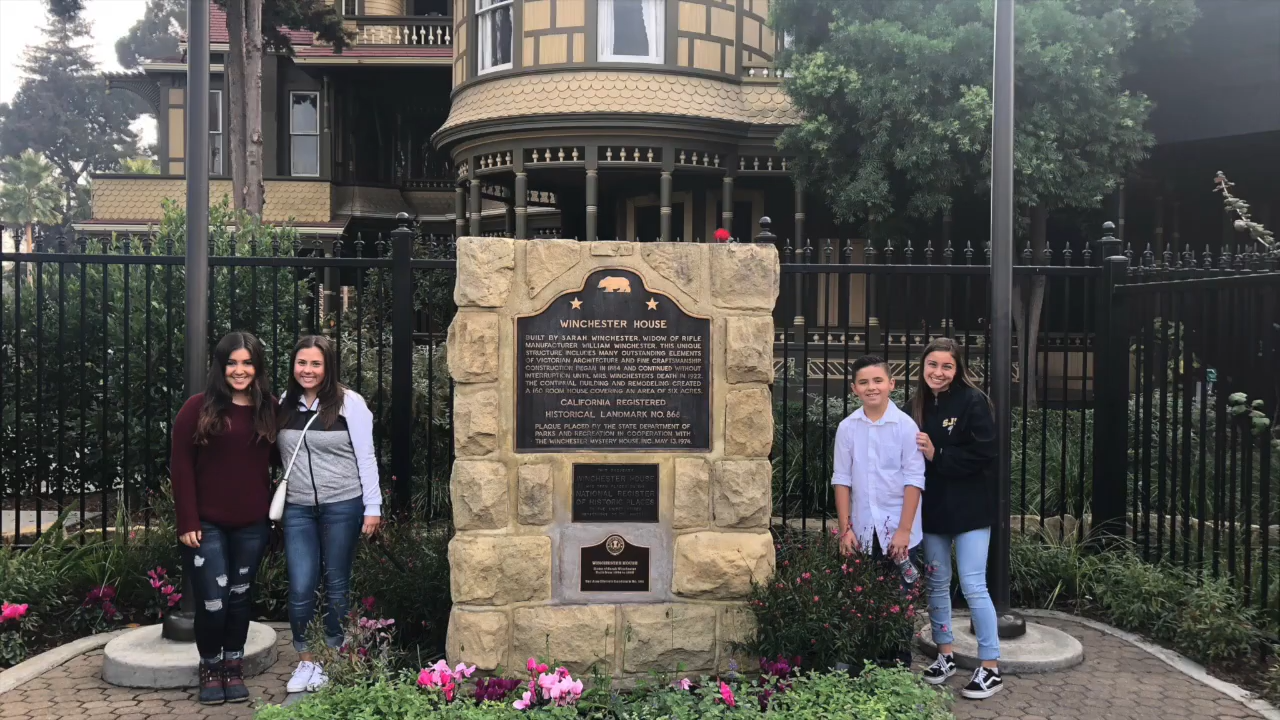 WINCHESTER HOUSE
BUILT BY SARAH WINCHESTER, WIDOW OF RIFLE
MANUFACTURER WILLIAM WINCHESTER. THIS UNIQUE
STRUCTURE INCLUDES MANY OUTSTANDING ELEMENTS
OF VICTORIAN ARCHITECTURE AND FINE CRAFTSMANSHIP.
CONSTRUCTION BEGAN IN 1884 AND CONTINUED WITHOUT
INTERRUPTION UNTIL MRS. WINCHESTER'S DEATH IN 1922.
THE CONTINUAL BUILDING AND REMODELING CREATED
A 160 ROOM HOUSE COVERING AN AREA OF SIX ACRES.
CALIFORNIA REGISTERED
HISTORICAL LANDMARK NO. 868
PLAQUE PLACED BY THE STATE DEPARTMENT OF
PARKS AND RECREATION IN COOPERATION WITH
THE WINCHESTER MYSTERY HOUSE, INC. MAY 13, 1974.
WINCHESTER HOUSE
NATIONAL REGISTER
OF HISTORIC PLACES
WINCHESTER HOUSE